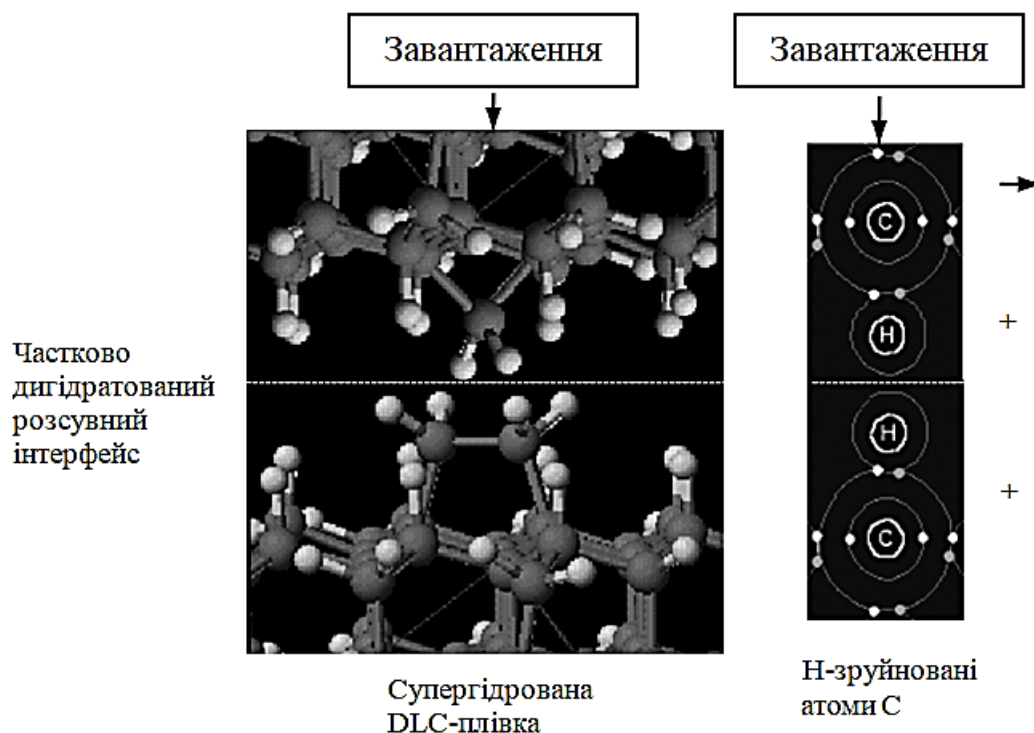 Завантаження
Завантаження
C
+
H
Частково
дигідратований
розсувний
інтерфейс
H
+
C
Супергідрована
DLC-плівка
Н-зруйновані
атоми С